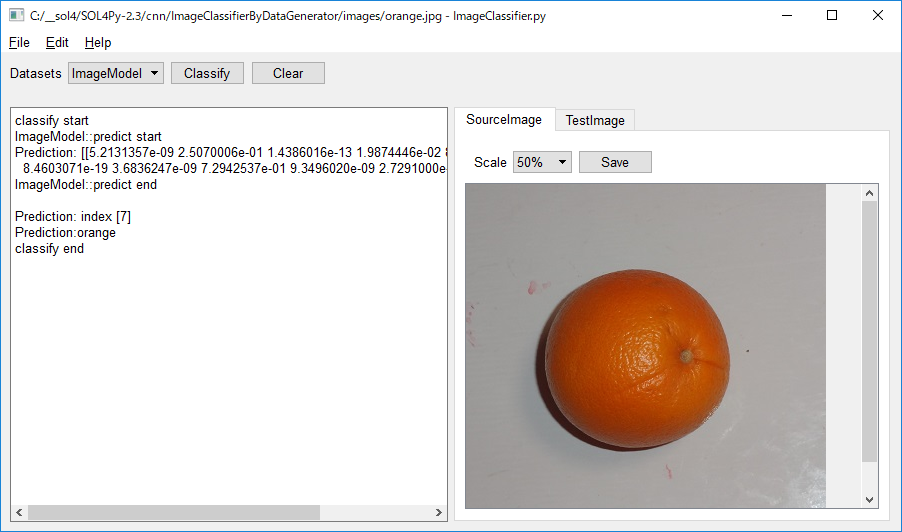 C:/__sol4/SOL4Py-2.3/cnn/ImageClassifierByDataGenerator/images/orange.jpg - ImageClassifier.py
File Edit Help
Datasets ImageModel Classify Clear
classify start
ImageModel::predict start
Prediction: [[5.2131357e-09 2.5070006e-01 1.4386016e-13 1.9874446e-02
8.4603071e-19 3.6836247e-09 7.2942537e-01 9.3496020e-09 2.7291000e
ImageModel::predict end
Prediction: index [7]
Prediction:orange
classify end
SourceImage TestImage
Scale 50% Save